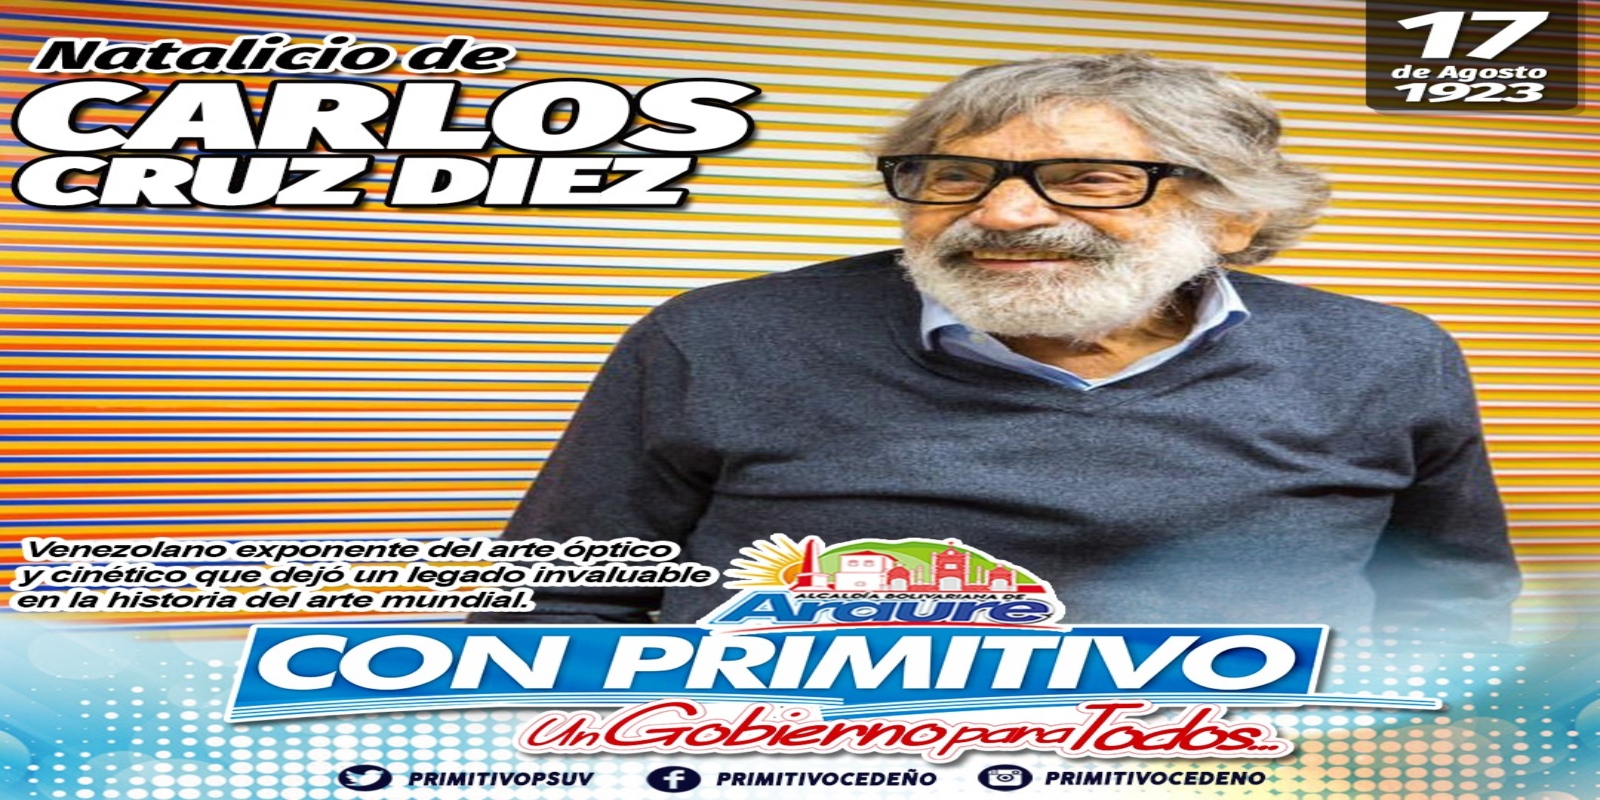 Natalicio de
CARLOS
CRUZ DIEZ
17
de Agosto
1923
Venezolano exponente del arte óptico
y cinético que dejó un legado invaluable
en la historia del arte mundial.
ALCALDÍA BOLIVARIANA DE
Araure
CON PRIMITIVO
Un Gobierno para Todos...
PRIMITIVOPSUV PRIMITIVOCEDEÑO PRIMITIVOCEDENO